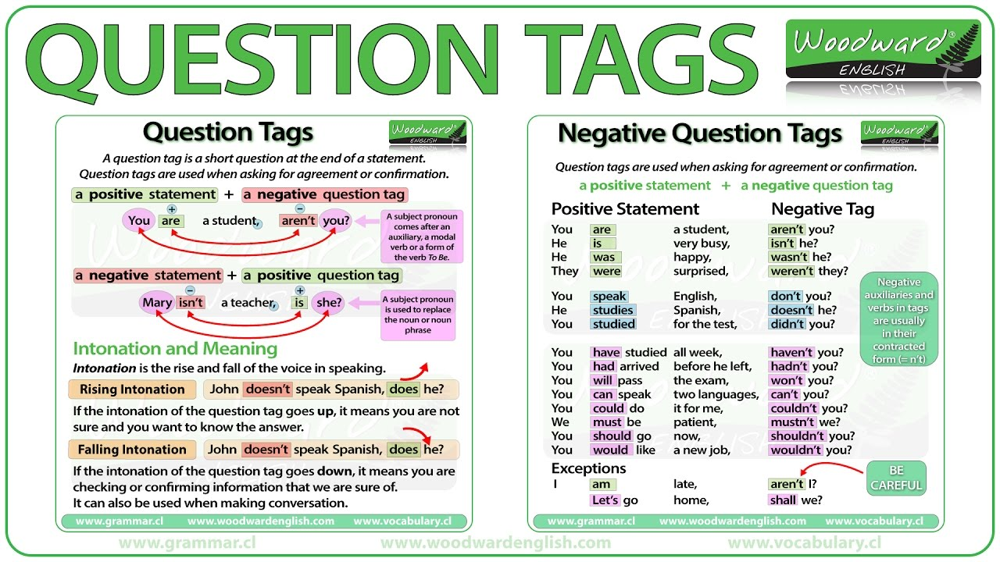 QUESTION TAGS
Woodward®
ENGLISH
Question Tags
Woodward®
ENGLISH
A question tag is a short question at the end of a statement.
Question tags are used when asking for agreement or confirmation.
a positive statement + a negative question tag
+ −
You are a student, aren't you?
A subject pronoun
comes after an
auxiliary, a modal
verb or a form of
the verb To Be.
a negative statement + a positive question tag
− +
Mary isn't a teacher, is she?
A subject pronoun
is used to replace
the noun or noun
phrase
Intonation and Meaning
Intonation is the rise and fall of the voice in speaking.
Rising Intonation John doesn't speak Spanish, does he?
If the intonation of the question tag goes up, it means you are not
sure and you want to know the answer.
Falling Intonation John doesn't speak Spanish, does he?
If the intonation of the question tag goes down, it means you are
checking or confirming information that we are sure of.
It can also be used when making conversation.
www.grammar.cl www.woodwardenglish.com www.vocabulary.cl
Negative Question Tags
Woodward®
ENGLISH
Question tags are used when asking for agreement or confirmation.
a positive statement + a negative question tag
Positive Statement Negative Tag
You are a student, aren't you?
He is very busy, isn't he?
He was happy, wasn't he?
They were surprised, weren't they?
You speak English, don't you?
He studies Spanish, doesn't he?
You studied for the test, didn't you?
Negative
auxiliaries and
verbs in tags
are usually
in their
contracted
form (= n't)
You have studied all week, haven't you?
You had arrived before he left, hadn't you?
You will pass the exam, won't you?
You can speak two languages, can't you?
You could do it for me, couldn't you?
We must be patient, mustn't we?
You should go now, shouldn't you?
You would like a new job, wouldn't you?
Exceptions
I am late, aren't I?
Let's go home, shall we?
BE
CAREFUL
www.grammar.cl www.woodwardenglish.com www.vocabulary.cl
www.grammar.cl www.woodwardenglish.com www.vocabulary.cl